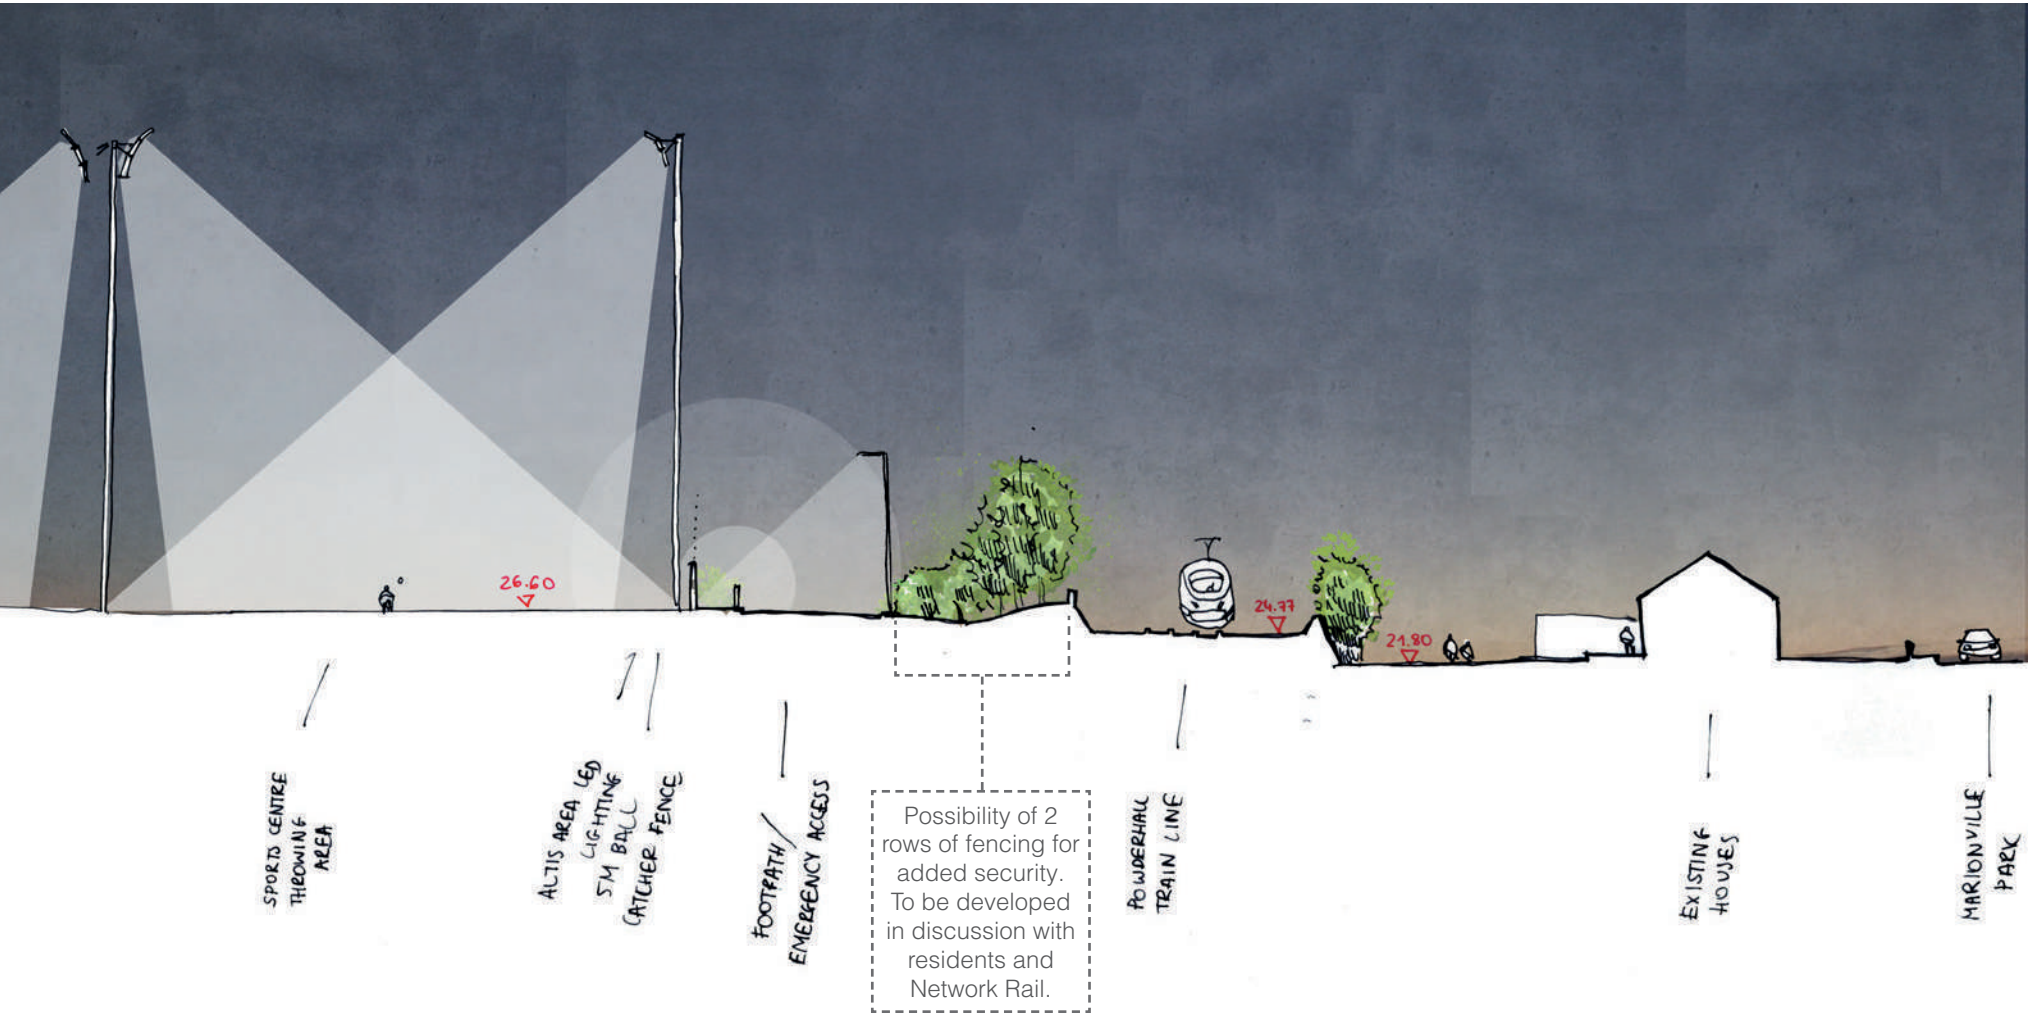 26.60
24.77
21.80
SPORTS CENTRE
THROWING
AREA
ALTIS AREA LED
LIGHTING
5M BALL
CATCHER FENCE
FOOTPATH/
EMERGENCY ACCESS
Possibility of 2
rows of fencing for
added security.
To be developed
in discussion with
residents and
Network Rail.
POWDERHALL
TRAIN LINE
EXISTING
HOUSES
MARIONVILLE
PARK